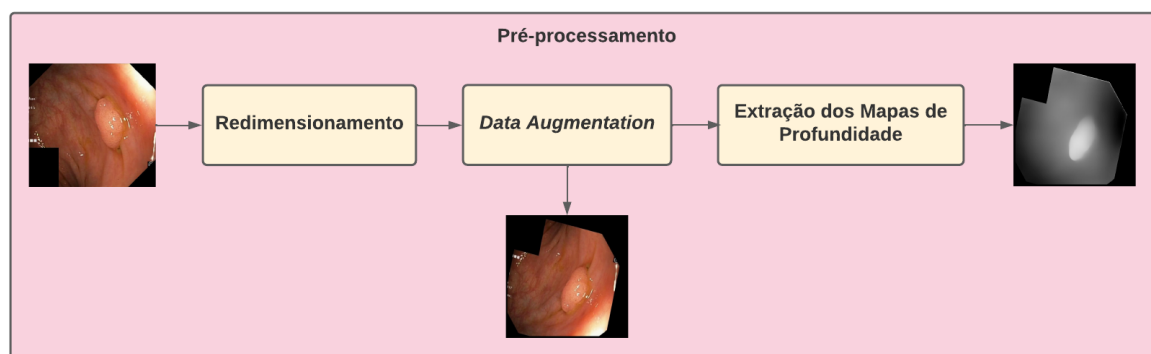 Pré-processamento
Redimensionamento
Data Augmentation
Extração dos Mapas de
Profundidade